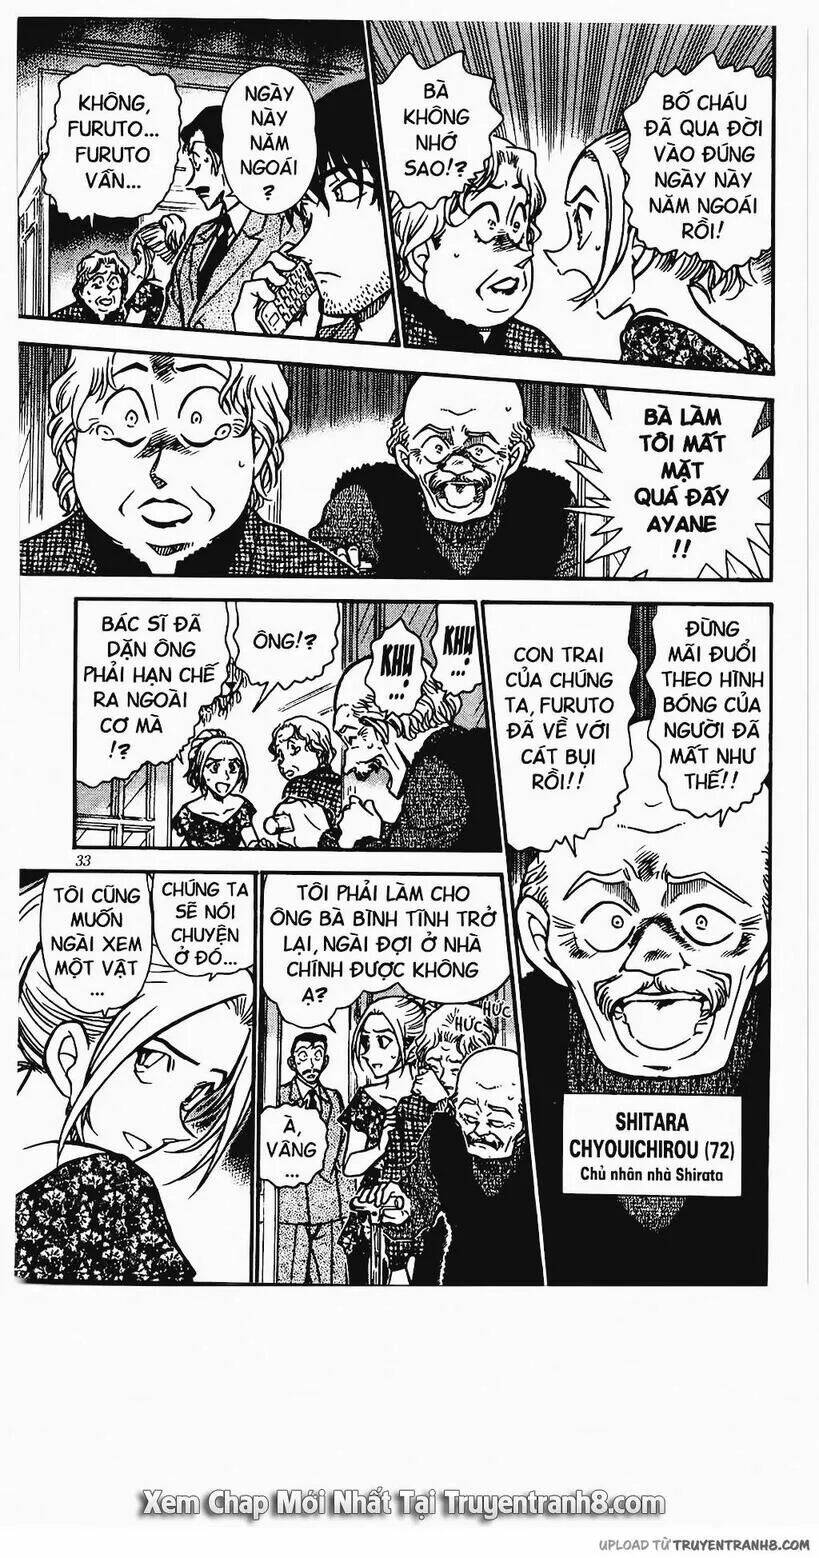 BỐ CHÁU
ĐÃ QUA ĐỜI
VÀO ĐÚNG
NGÀY NÀY
NĂM NGOÁI
RỒI!
BÀ
KHÔNG
NHỚ
SAO!?
NGÀY
NÀY
NĂM
NGOÁI
?
KHÔNG,
FURUTO...
FURUTO
VẪN...
BÀ LÀM
TÔI MẤT
MẶT
QUÁ ĐẤY
AYANE
!!
ĐỪNG
MÃI ĐUỔI
THEO HÌNH
BÓNG CỦA
NGƯỜI ĐÃ
MẤT NHƯ
THẾ!!
CON TRAI
CỦA CHÚNG
TA, FURUTO
ĐÃ VỀ VỚI
CÁT BỤI
RỒI!!
SHITARA
CHYOUICHIROU (72)
Chủ nhân nhà Shirata
KHỤ
...
KHỤ
...
ÔNG!?
BÁC SĨ ĐÃ
DẶN ÔNG
PHẢI HẠN CHẾ
RA NGOÀI
CƠ MÀ
!?
33
TÔI PHẢI LÀM CHO
ÔNG BÀ BÌNH TĨNH TRỞ
LẠI, NGÀI ĐỢI Ở NHÀ
CHÍNH ĐƯỢC KHÔNG
Ạ?
HỨC
HỨC
À,
VÂNG
...
CHÚNG TA
SẼ NÓI
CHUYỆN
Ở ĐÓ...
TÔI CŨNG
MUỐN
NGÀI XEM
MỘT VẬT
...
Xem Chap Mới Nhất Tại Truyentranh8.com
UPLOAD TỪ TRUYENTRANH8.COM